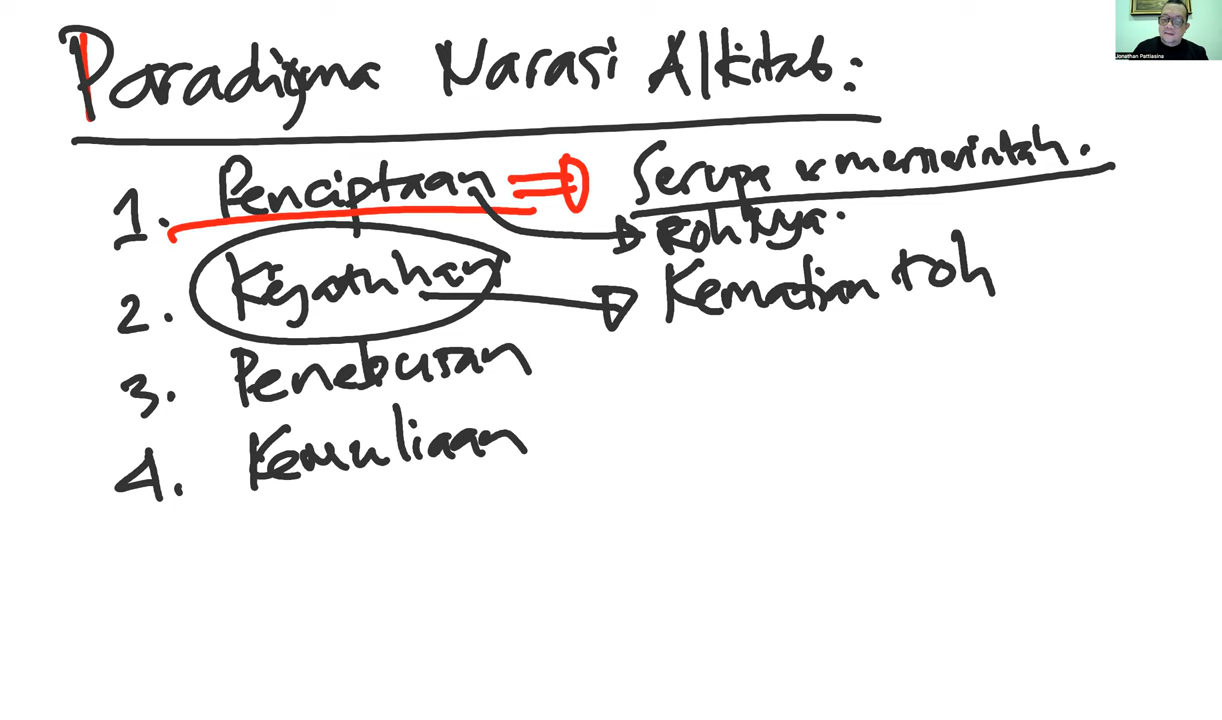 Paradigma Narasi Alkitab:
1. Penciptaan Serupa & memerintah.
RohNya.
2. Kejatuhan Kematian roh
3. Penebusan
4. Kemuliaan
Jonathan Pattiasina